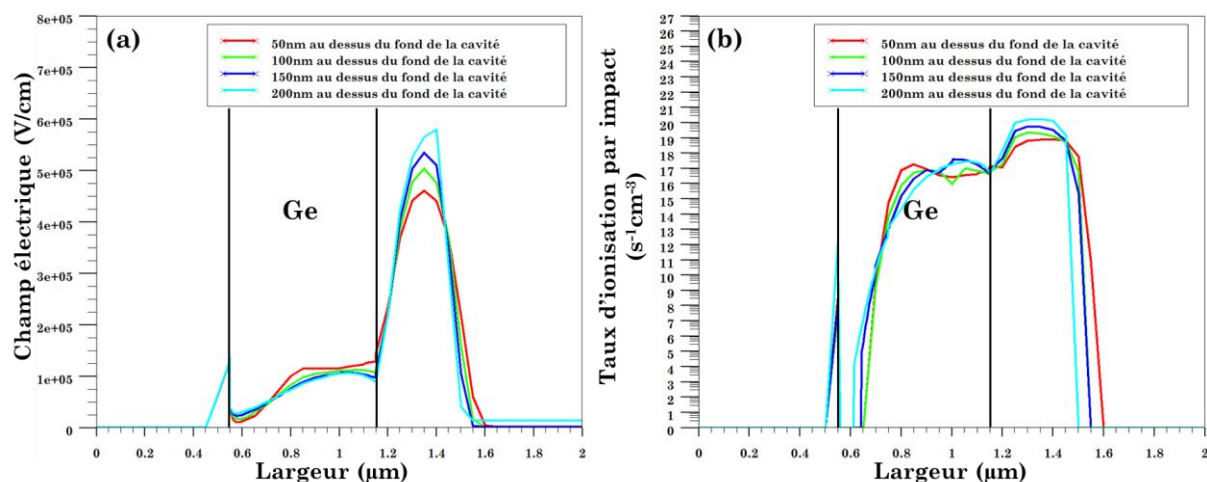 (a)
50nm au dessus du fond de la cavité
100nm au dessus du fond de la cavité
150nm au dessus du fond de la cavité
200nm au dessus du fond de la cavité
Champ électrique (V/cm)
8e+05
7e+05
6e+05
5e+05
4e+05
3e+05
2e+05
1e+05
0
Ge
0 0.2 0.4 0.6 0.8 1 1.2 1.4 1.6 1.8 2
Largeur (µm)
(b)
50nm au dessus du fond de la cavité
100nm au dessus du fond de la cavité
150nm au dessus du fond de la cavité
200nm au dessus du fond de la cavité
Taux d'ionisation par impact
(s-1cm-3)
27
26
25
24
23
22
21
20
19
18
17
16
15
14
13
12
11
10
9
8
7
6
5
4
3
2
1
0
Ge
0 0.2 0.4 0.6 0.8 1 1.2 1.4 1.6 1.8 2
Largeur (µm)